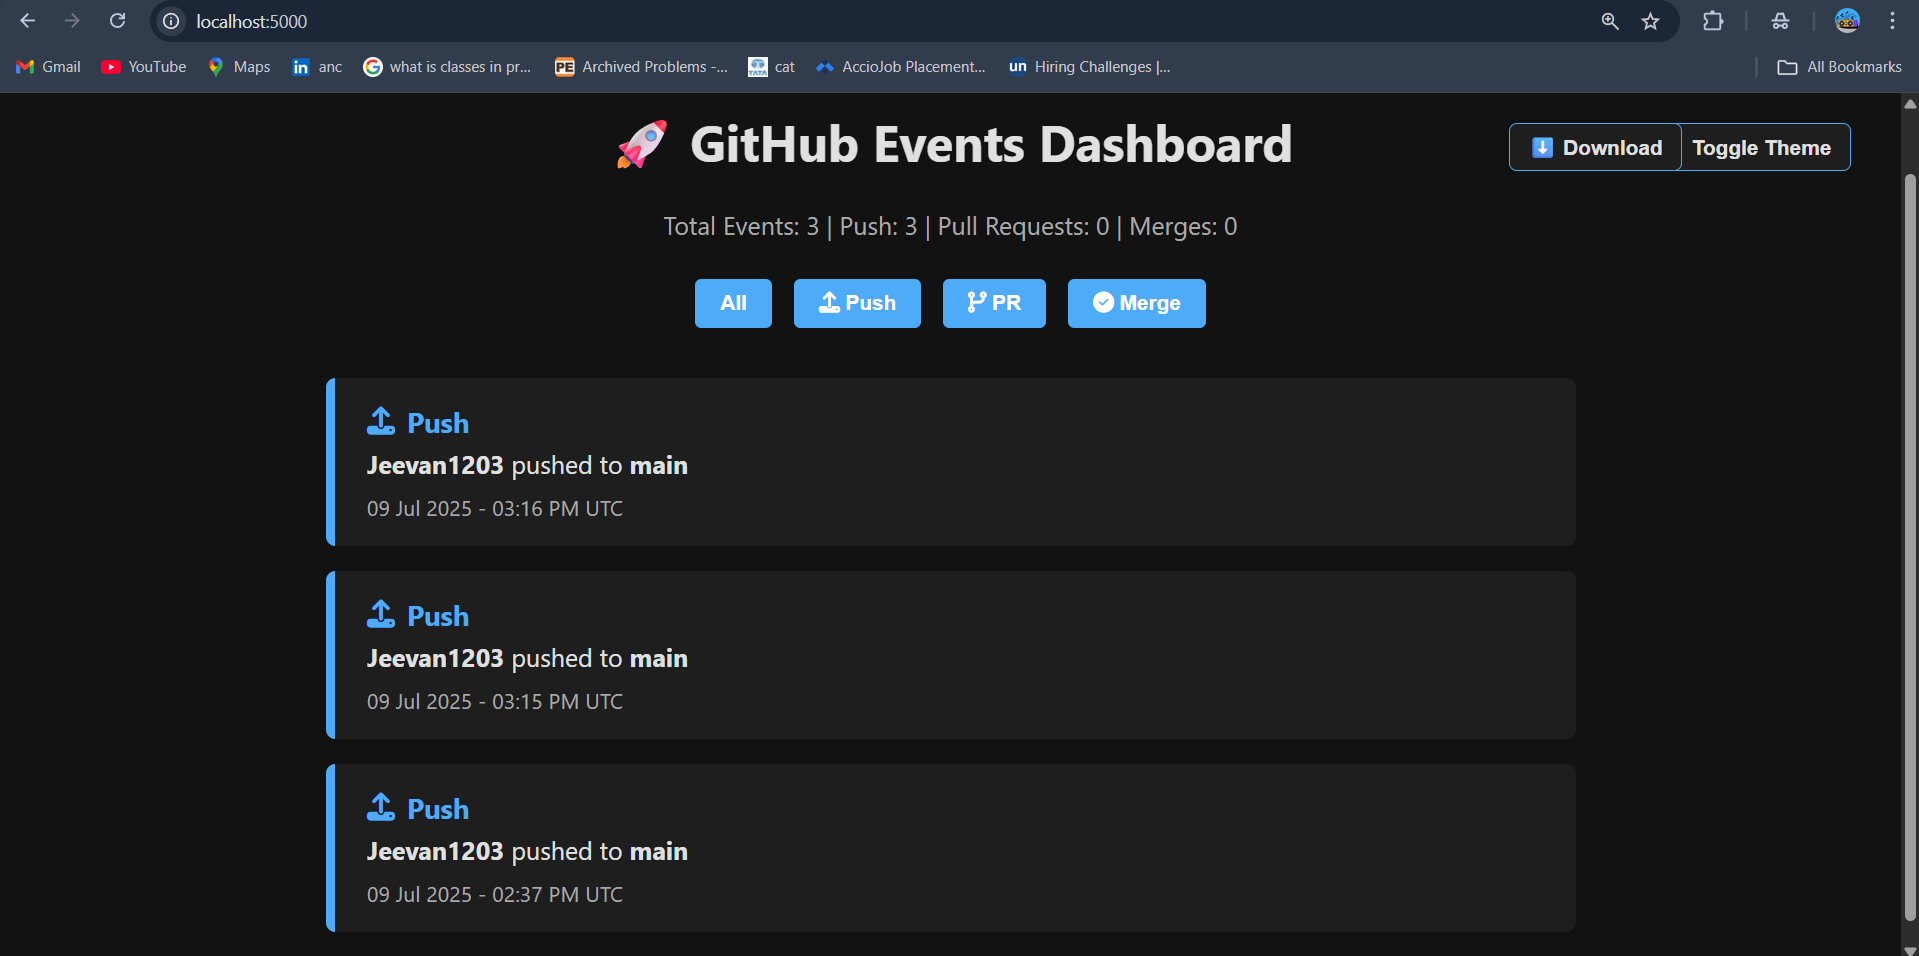 localhost:5000
Gmail YouTube Maps anc what is classes in pr... Archived Problems -... cat AccioJob Placement... Hiring Challenges |... All Bookmarks
GitHub Events Dashboard
Download Toggle Theme
Total Events: 3 | Push: 3 | Pull Requests: 0 | Merges: 0
All Push PR Merge
Push
Jeevan1203 pushed to main
09 Jul 2025 - 03:16 PM UTC
Push
Jeevan1203 pushed to main
09 Jul 2025 - 03:15 PM UTC
Push
Jeevan1203 pushed to main
09 Jul 2025 - 02:37 PM UTC